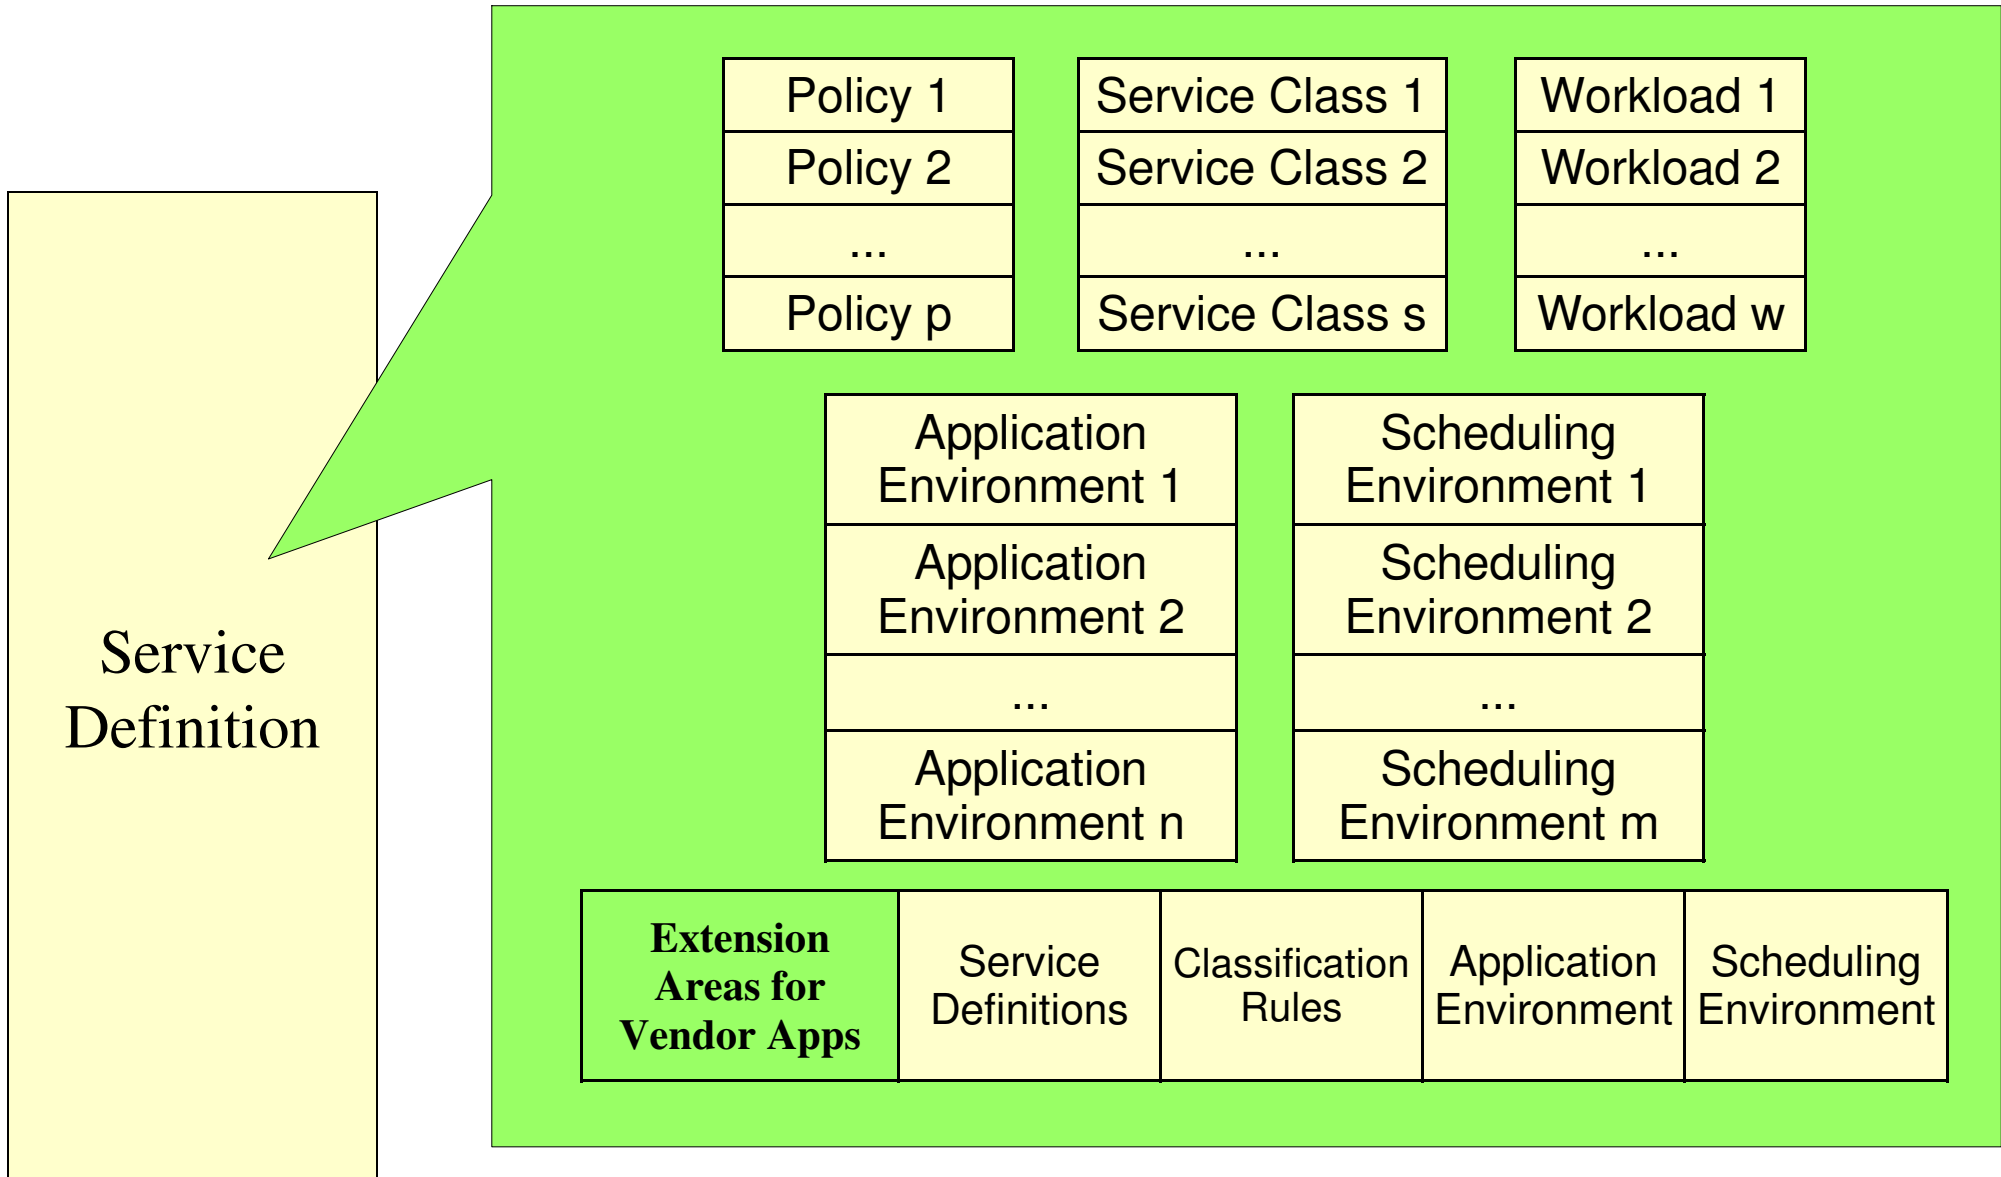 Policy 1
Policy 2
...
Policy p
Service Class 1
Service Class 2
...
Service Class s
Workload 1
Workload 2
...
Workload w
Service
Definition
Application
Environment 1
Application
Environment 2
...
Application
Environment n
Scheduling
Environment 1
Scheduling
Environment 2
...
Scheduling
Environment m
Extension
Areas for
Vendor Apps
Service
Definitions
Classification
Rules
Application
Environment
Scheduling
Environment